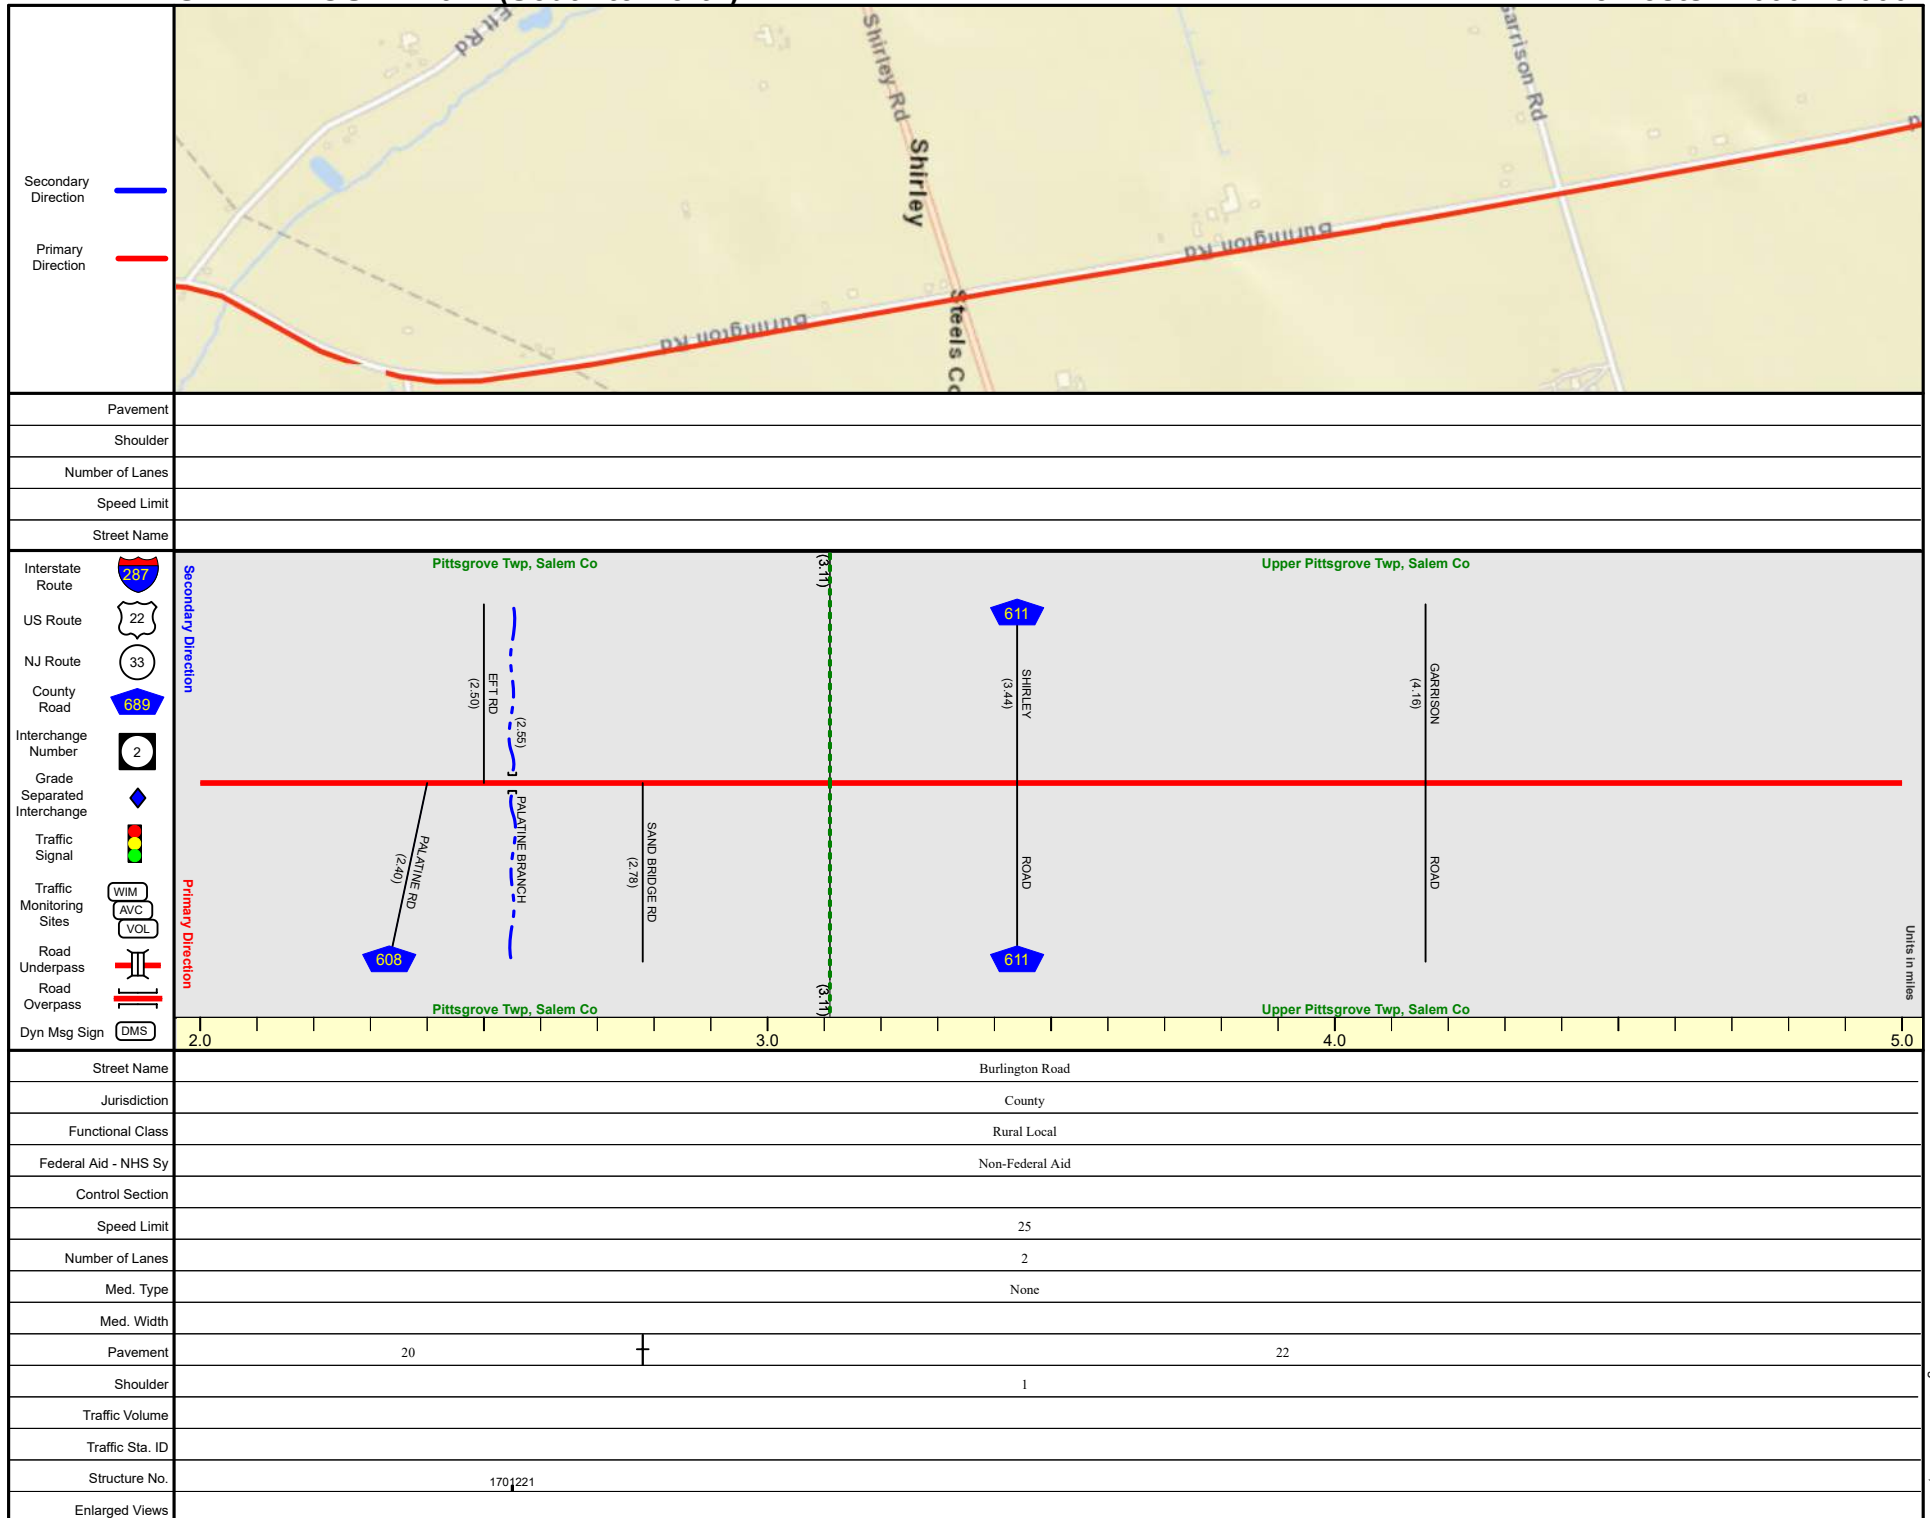 Eft Rd
Shirley Rd
Shirley
Garrison Rd
Burlington Rd
Burlington Rd
Steels Co
Secondary
Direction
Primary
Direction
Pavement
Shoulder
Number of Lanes
Speed Limit
Street Name
Interstate
Route
287
US Route
22
NJ Route
33
County
Road
689
Interchange
Number
2
Grade
Separated
Interchange
Traffic
Signal
Traffic
Monitoring
Sites
WIM
AVC
VOL
Road
Underpass
Road
Overpass
Dyn Msg Sign
DMS
Secondary Direction
Primary Direction
Pittsgrove Twp, Salem Co
(3.11)
Upper Pittsgrove Twp, Salem Co
611
EFT RD
(2.50)
(2.55)
SHIRLEY
(3.44)
GARRISON
(4.16)
PALATINE RD
(2.40)
PALATINE BRANCH
SAND BRIDGE RD
(2.78)
ROAD
ROAD
608
611
Units in miles
Pittsgrove Twp, Salem Co
(3.11)
Upper Pittsgrove Twp, Salem Co
2.0 3.0 4.0 5.0
Street Name Burlington Road
Jurisdiction County
Functional Class Rural Local
Federal Aid - NHS Sy Non-Federal Aid
Control Section
Speed Limit 25
Number of Lanes 2
Med. Type None
Med. Width
Pavement 20 22
Shoulder 1
Traffic Volume
Traffic Sta. ID
Structure No. 1701221
Enlarged Views